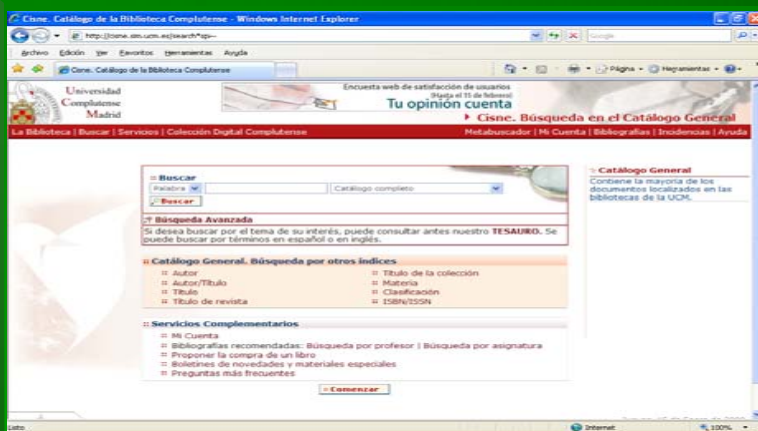 Cisne. Catálogo de la Biblioteca Complutense - Windows Internet Explorer
Google
Archivo Edición Ver Favoritos Herramientas Ayuda
Cisne. Catálogo de la Biblioteca Complutense
Página Herramientas
Universidad
Complutense
Madrid
Encuesta web de satisfacción de usuarios
(Hasta el 15 de febrero)
Tu opinión cuenta
Cisne. Búsqueda en el Catálogo General
La Biblioteca | Buscar | Servicios | Colección Digital Complutense
Metabuscador | Mi Cuenta | Bibliografías | Incidencias | Ayuda
Buscar
Palabra
Catálogo completo
Buscar
Búsqueda Avanzada
Si desea buscar por el tema de su interés, puede consultar antes nuestro TESAURO. Se
puede buscar por términos en español o en inglés.
Catálogo General
Contiene la mayoría de los
documentos localizados en las
bibliotecas de la UCM.
Catálogo General. Búsqueda por otros índices
Autor
Autor/Título
Título
Título de revista
Título de la colección
Materia
Clasificación
ISBN/ISSN
Servicios Complementarios
Mi Cuenta
Bibliografías recomendadas: Búsqueda por profesor | Búsqueda por asignatura
Proponer la compra de un libro
Boletines de novedades y materiales especiales
Preguntas más frecuentes
Comenzar
Listo
Internet
100%